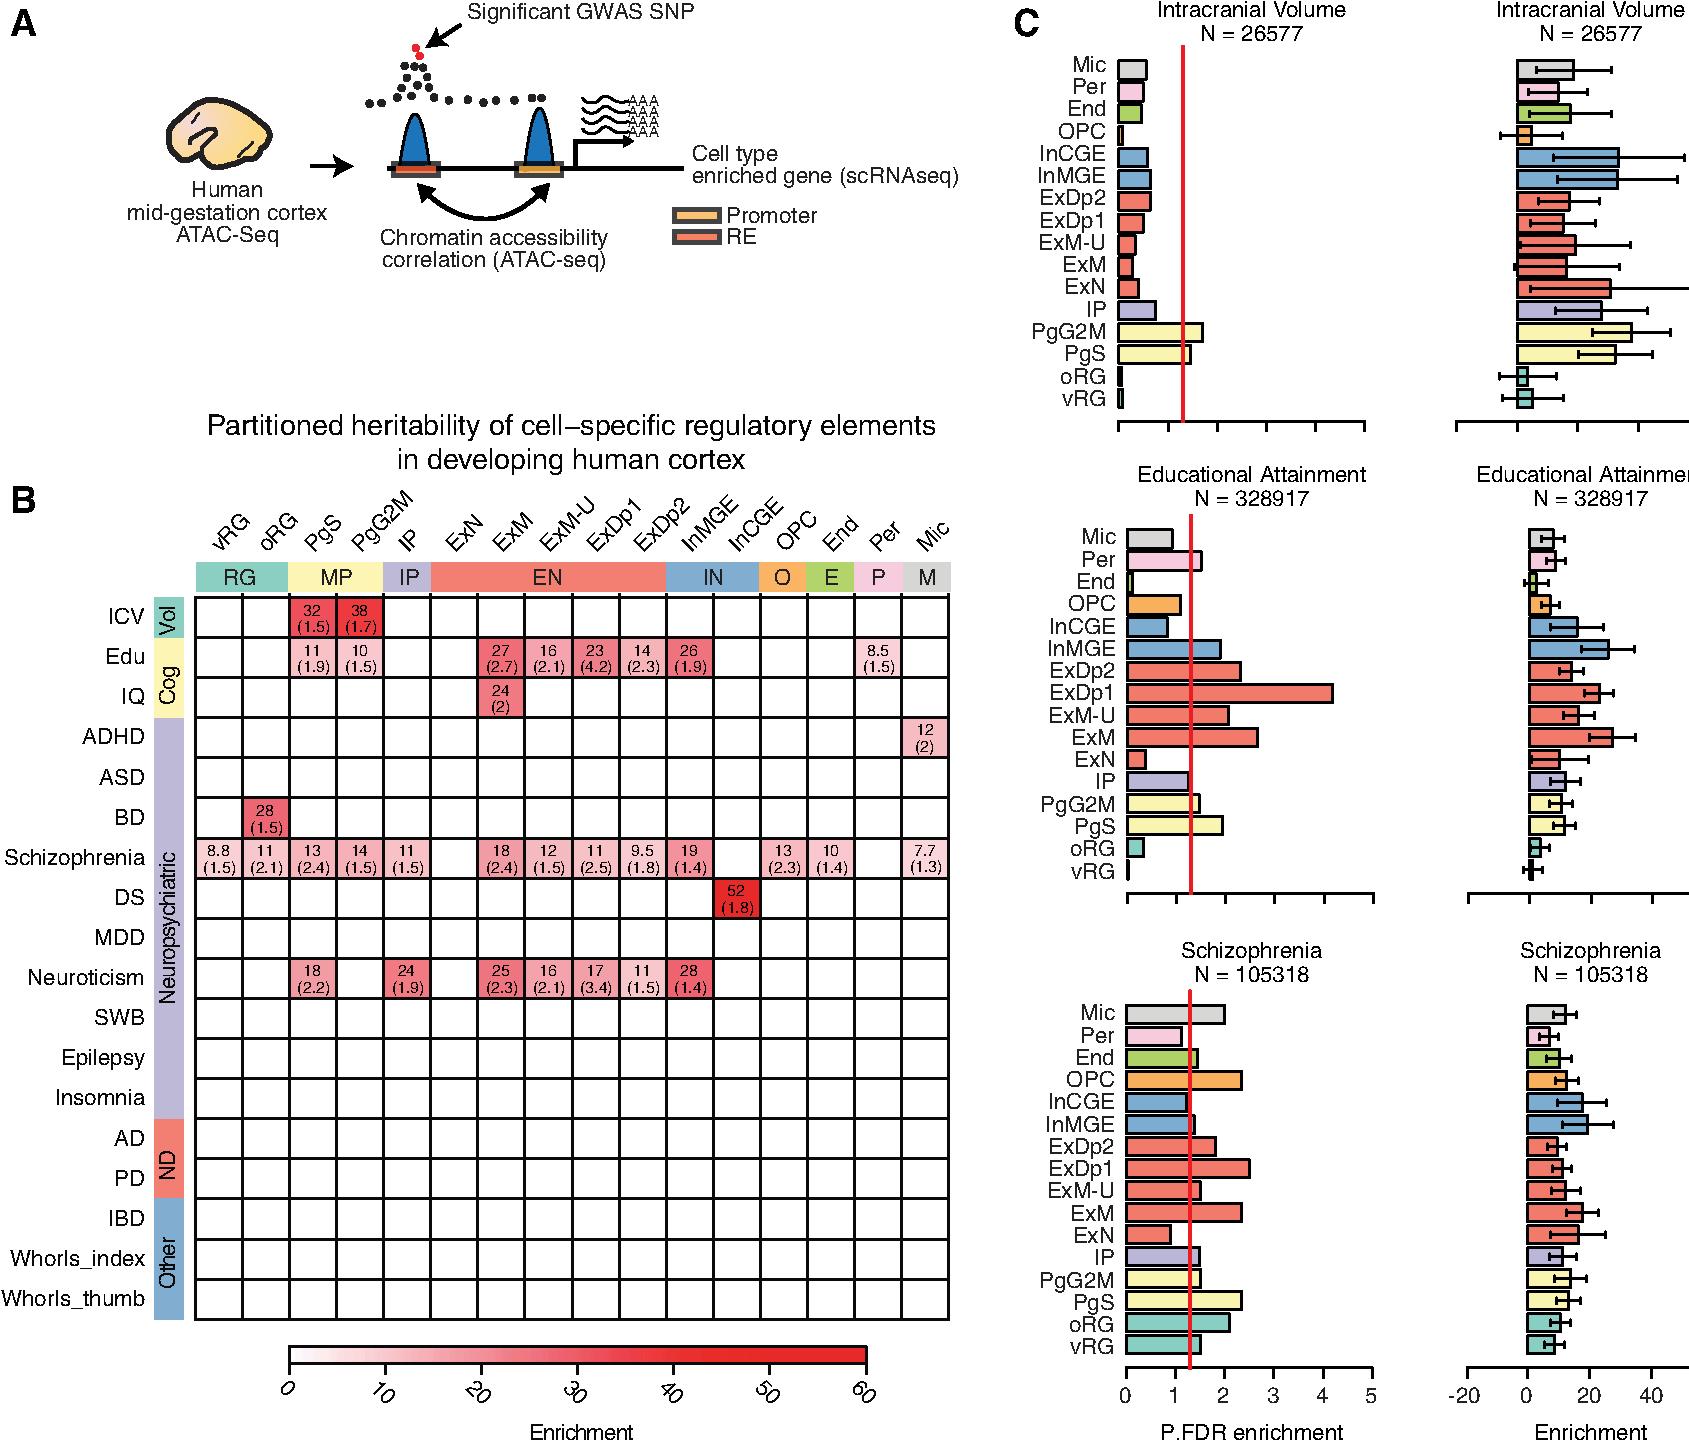 A
Significant GWAS SNP
AAA
AAA
AAA
AAA
Human
mid-gestation cortex
ATAC-Seq
Cell type
enriched gene (scRNAseq)
Promoter
RE
Chromatin accessibility
correlation (ATAC-seq)
Partitioned heritability of cell–specific regulatory elements
in developing human cortex
B
vRG oRG PgS PgG2M IP ExN ExM ExM-U ExDp1 ExDp2 InMGE InCGE OPC End Per Mic
RG MP IP EN IN O E P M
Vol
Cog
Neuropsychiatric
ND
Other
ICV 32 38
(1.5) (1.7)
Edu 11 10 27 16 23 14 26 8.5
(1.9) (1.5) (2.7) (2.1) (4.2) (2.3) (1.9) (1.5)
IQ 24
(2)
ADHD 12
(2)
ASD
BD 28
(1.5)
Schizophrenia 8.8 11 13 14 11 18 12 11 9.5 19 13 10 7.7
(1.5) (2.1) (2.4) (1.5) (1.5) (2.4) (1.5) (2.5) (1.8) (1.4) (2.3) (1.4) (1.3)
DS 52
(1.8)
MDD
Neuroticism 18 24 25 16 17 11 28
(2.2) (1.9) (2.3) (2.1) (3.4) (1.5) (1.4)
SWB
Epilepsy
Insomnia
AD
PD
IBD
Whorls_index
Whorls_thumb
0 10 20 30 40 50 60
Enrichment
C
Intracranial Volume
N = 26577
Mic
Per
End
OPC
InCGE
InMGE
ExDp2
ExDp1
ExM-U
ExM
ExN
IP
PgG2M
PgS
oRG
vRG
Intracranial Volume
N = 26577
Educational Attainment
N = 328917
Mic
Per
End
OPC
InCGE
InMGE
ExDp2
ExDp1
ExM-U
ExM
ExN
IP
PgG2M
PgS
oRG
vRG
Educational Attainme
N = 328917
Schizophrenia
N = 105318
Mic
Per
End
OPC
InCGE
InMGE
ExDp2
ExDp1
ExM-U
ExM
ExN
IP
PgG2M
PgS
oRG
vRG
0 1 2 3 4 5
P.FDR enrichment
Schizophrenia
N = 105318
-20 0 20 40
Enrichment